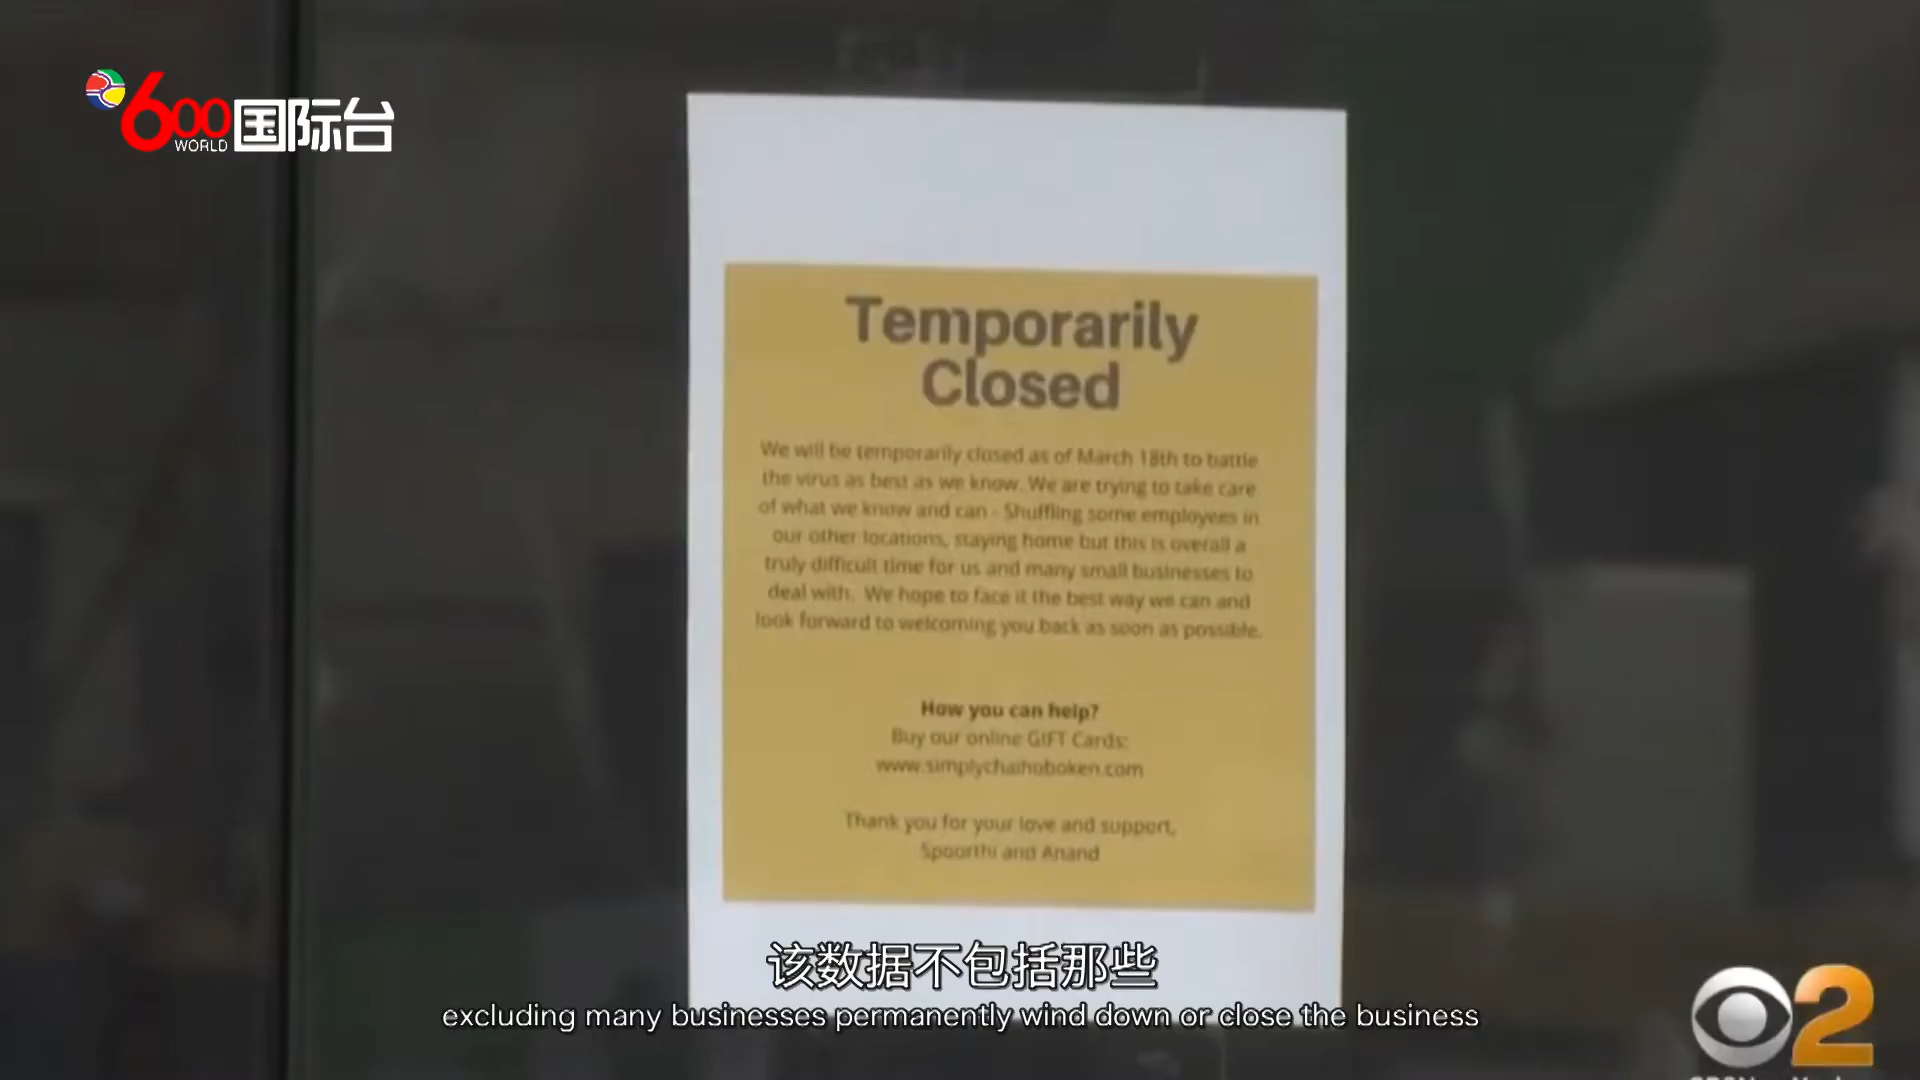 600国际台
WORLD
Temporarily
Closed
We will be temporarily closed as of March 18th to battle
the virus as best as we know. We are trying to take care
of what we know and can - Shuffling some employees in
our other locations, staying home but this is overall a
truly difficult time for us and many small businesses to
deal with. We hope to face it the best way we can and
look forward to welcoming you back as soon as possible.
How you can help?
Buy our online GIFT Cards:
www.simplychaihoboken.com
Thank you for your love and support,
Spoorthi and Anand
该数据不包括那些
excluding many businesses permanently wind down or close the business
2